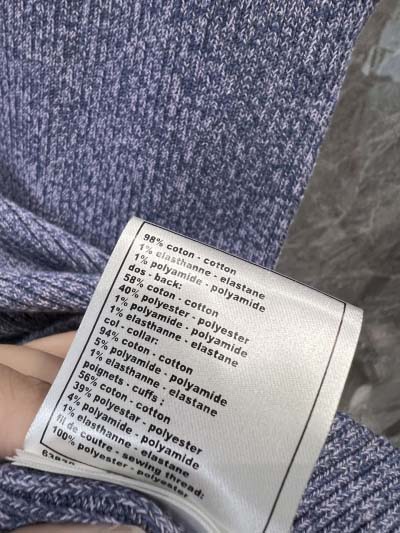 98% coton - cotton
1% elasthanne - elastane
1% polyamide - polyamide
dos - back:
58% coton - cotton
40% polyester - polyester
1% polyamide - polyamide
1% elasthanne - elastane
col - collar:
94% coton - cotton
5% polyamide - polyamide
1% elasthanne - elastane
poignets - cuffs :
56% coton - cotton
39% polyestar - polyester
4% polyamide - polyamide
1% elasthanne - elastane
fil de coutre - sewing thread:
100% polyester - polyester